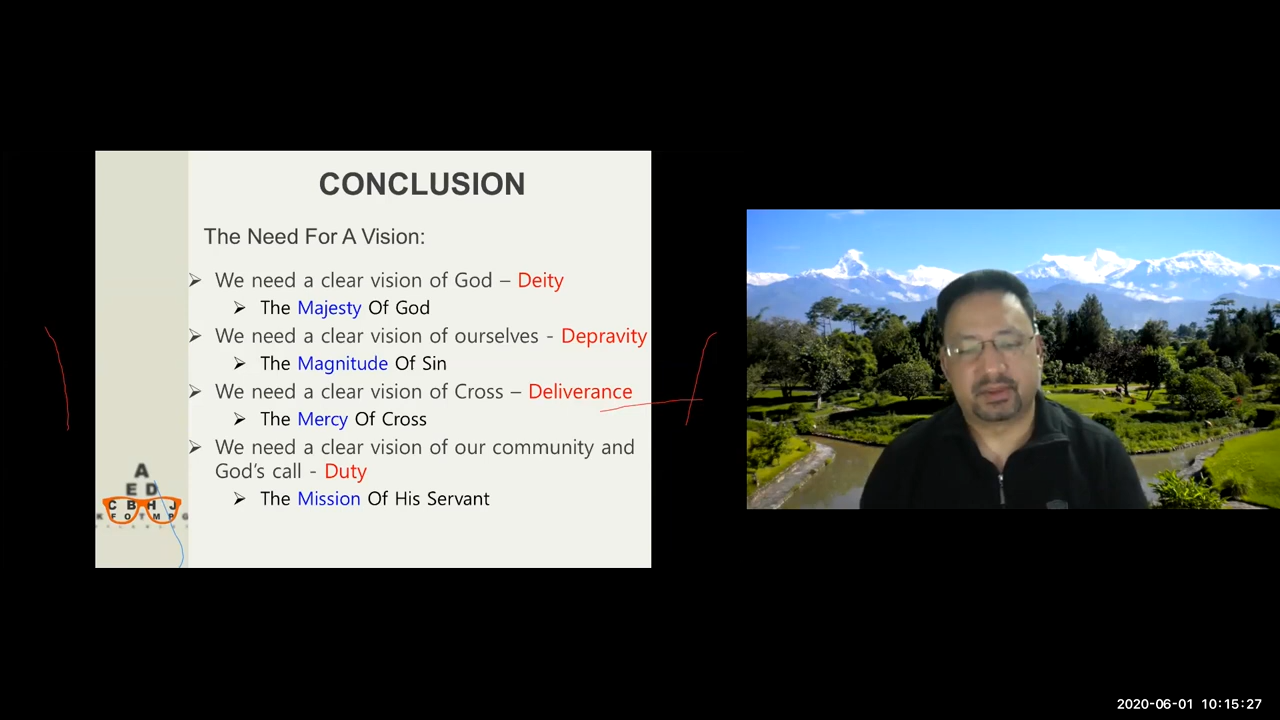 CONCLUSION
The Need For A Vision:
➢ We need a clear vision of God – Deity
➢ The Majesty Of God
➢ We need a clear vision of ourselves - Depravity
➢ The Magnitude Of Sin
➢ We need a clear vision of Cross – Deliverance
➢ The Mercy Of Cross
➢ We need a clear vision of our community and
God's call - Duty
➢ The Mission Of His Servant
A
E D
C B H J
K F O T M P G
2020-06-01 10:15:27